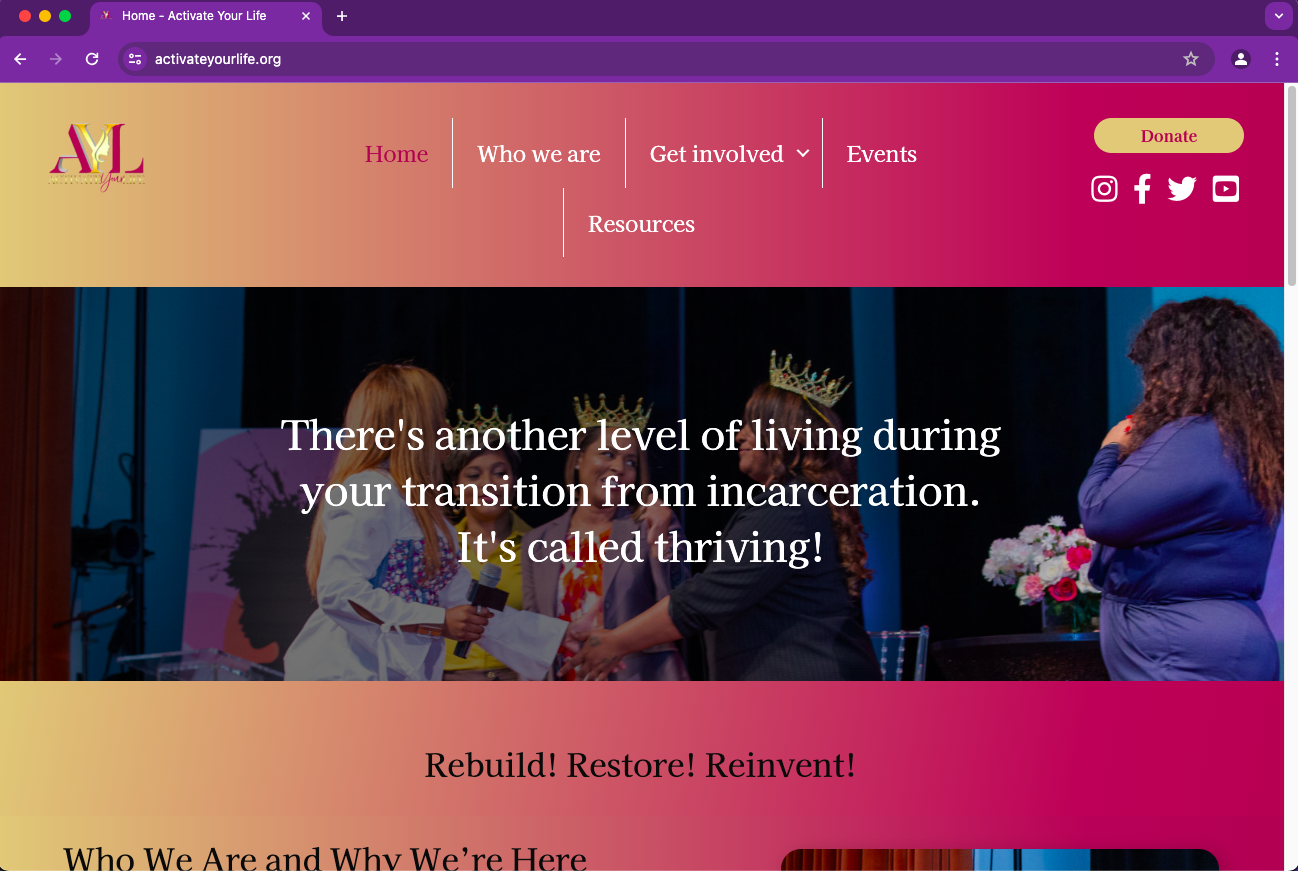 Home - Activate Your Life
activateyourlife.org
AYL
Your
Home
Who we are
Get involved
Events
Resources
Donate
There's another level of living during
your transition from incarceration.
It's called thriving!
Rebuild! Restore! Reinvent!
Who We Are and Why We’re Here